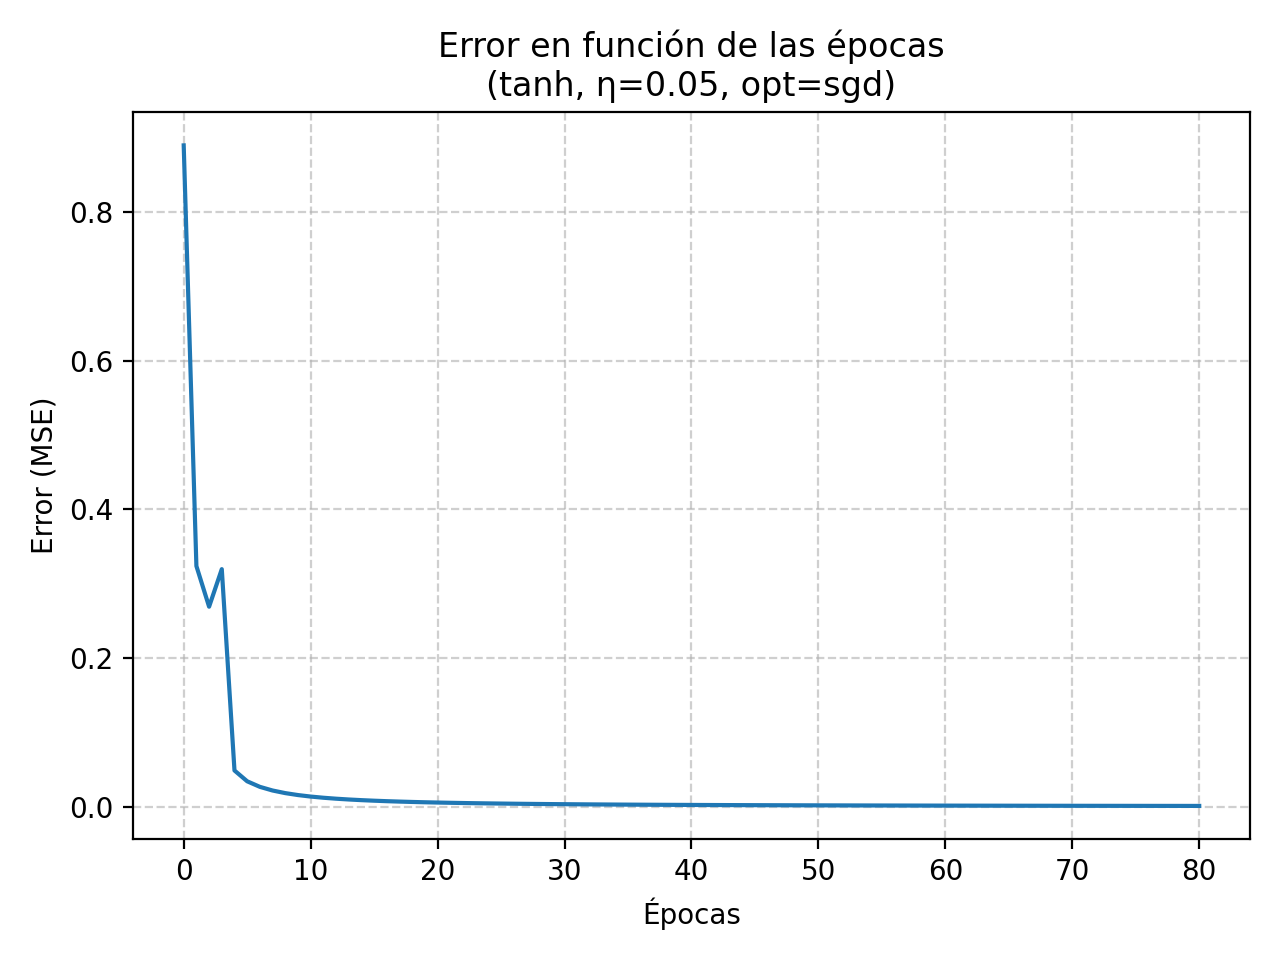 Error en función de las épocas
(tanh, η=0.05, opt=sgd)
Error (MSE)
0.8
0.6
0.4
0.2
0.0
0 10 20 30 40 50 60 70 80
Épocas